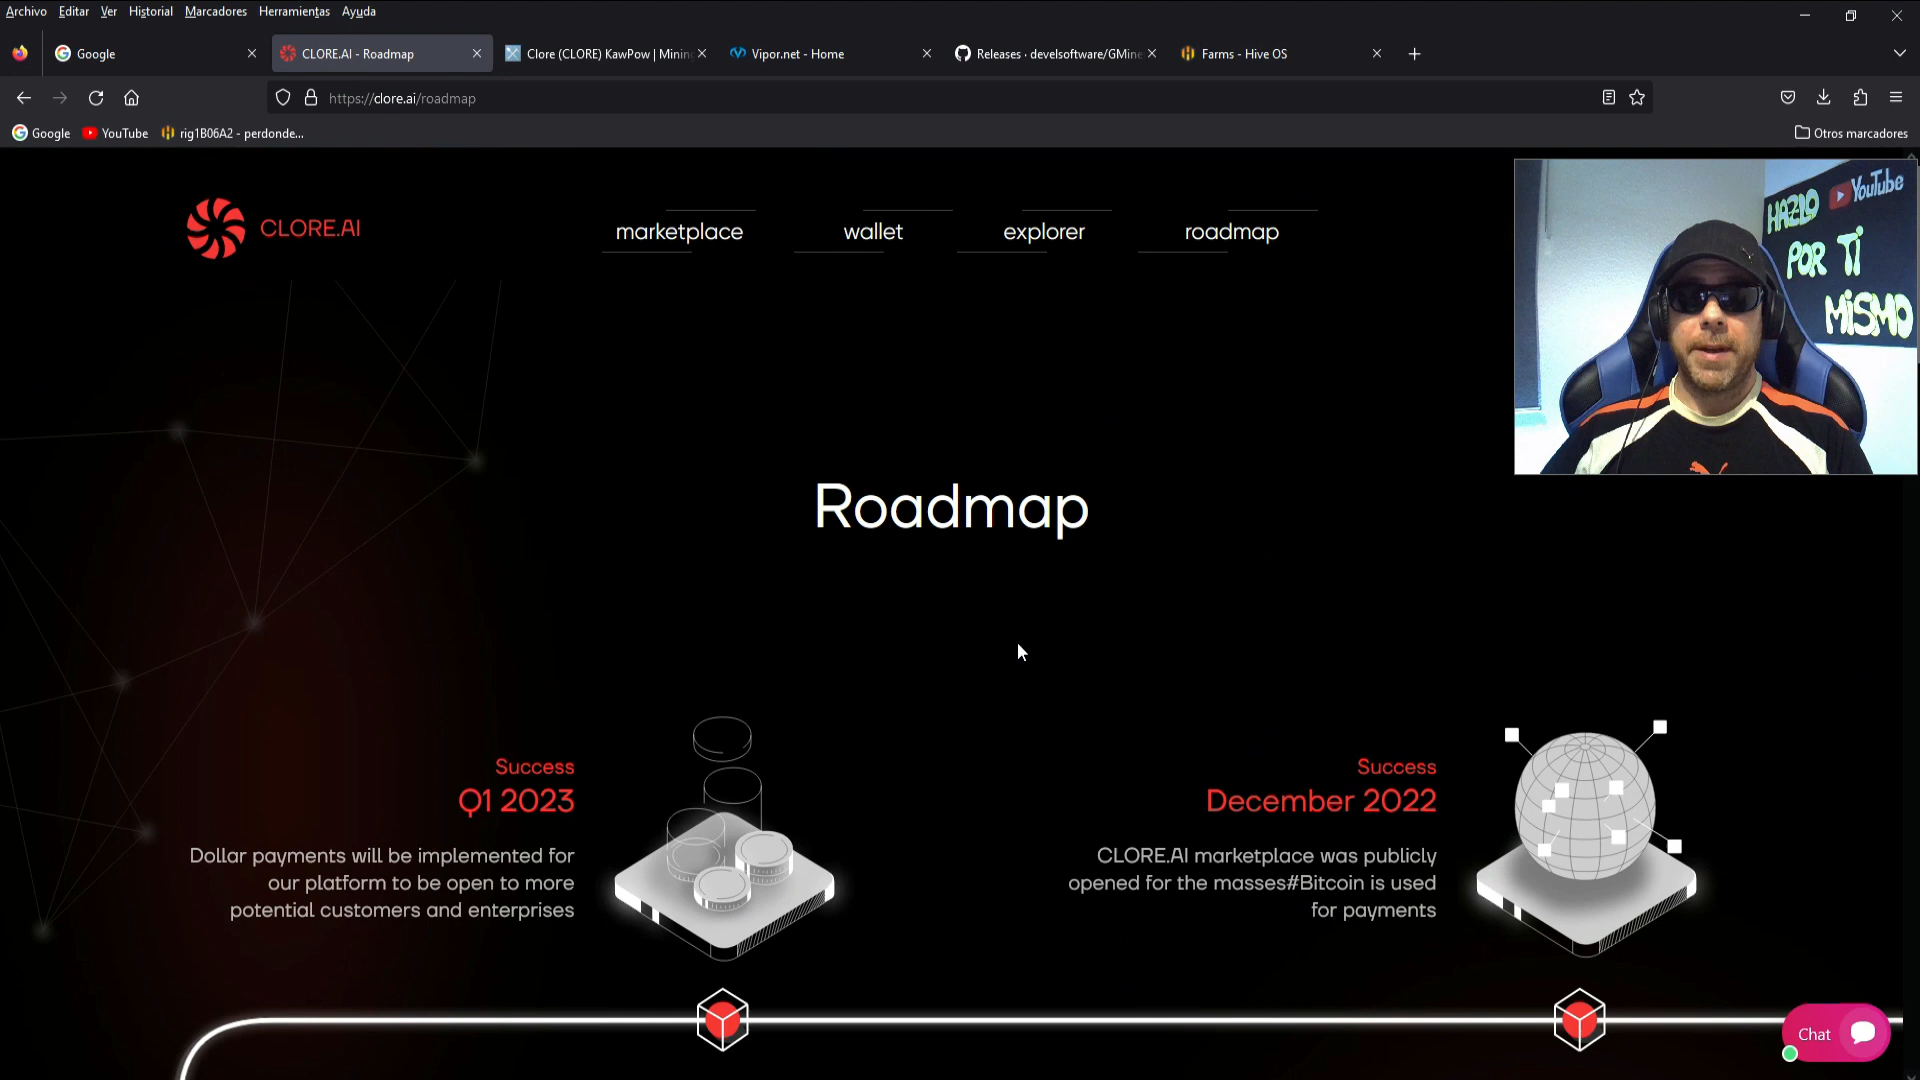 Archivo Editar Ver Historial Marcadores Herramientas Ayuda
Google
CLORE.AI - Roadmap
Clore (CLORE) KawPow | Minin
Vipor.net - Home
Releases · develsoftware/GMine
Farms - Hive OS
https://clore.ai/roadmap
Google YouTube rig1B06A2 - perdonde...
Otros marcadores
CLORE.AI
marketplace wallet explorer roadmap
YouTube
HAZLO
POR TI
MiSMO
Roadmap
Success
Q1 2023
Dollar payments will be implemented for
our platform to be open to more
potential customers and enterprises
Success
December 2022
CLORE.AI marketplace was publicly
opened for the masses#Bitcoin is used
for payments
Chat